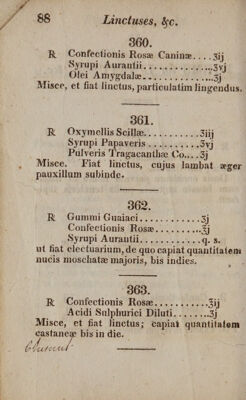 88 Linctuses, &c.
360.
℞ Confectionis Rosæ Caninæ....ʒij
Syrupi Aurantii..............ʒvj
Olei Amygdalæ..............ʒj
Misce, et fiat linctus, particulatim lingendus.
361.
℞ Oxymellis Scillæ............ʒiij
Syrupi Papaveris............ʒvj
Pulveris Tragacanthæ Co....ʒj
Misce. Fiat linctus, cujus lambat æger
pauxillum subinde.
362.
℞ Gummi Guaiaci............ʒj
Confectionis Rosæ..........ʒj
Syrupi Aurantii............q. s.
ut fiat electuarium, de quo capiat quantitatem
nucis moschatæ majoris, bis indies.
363.
℞ Confectionis Rosæ..........ʒij
Acidi Sulphurici Diluti......ʒj
Misce, et fiat linctus; capiat quantitatem
castaneæ bis in die.